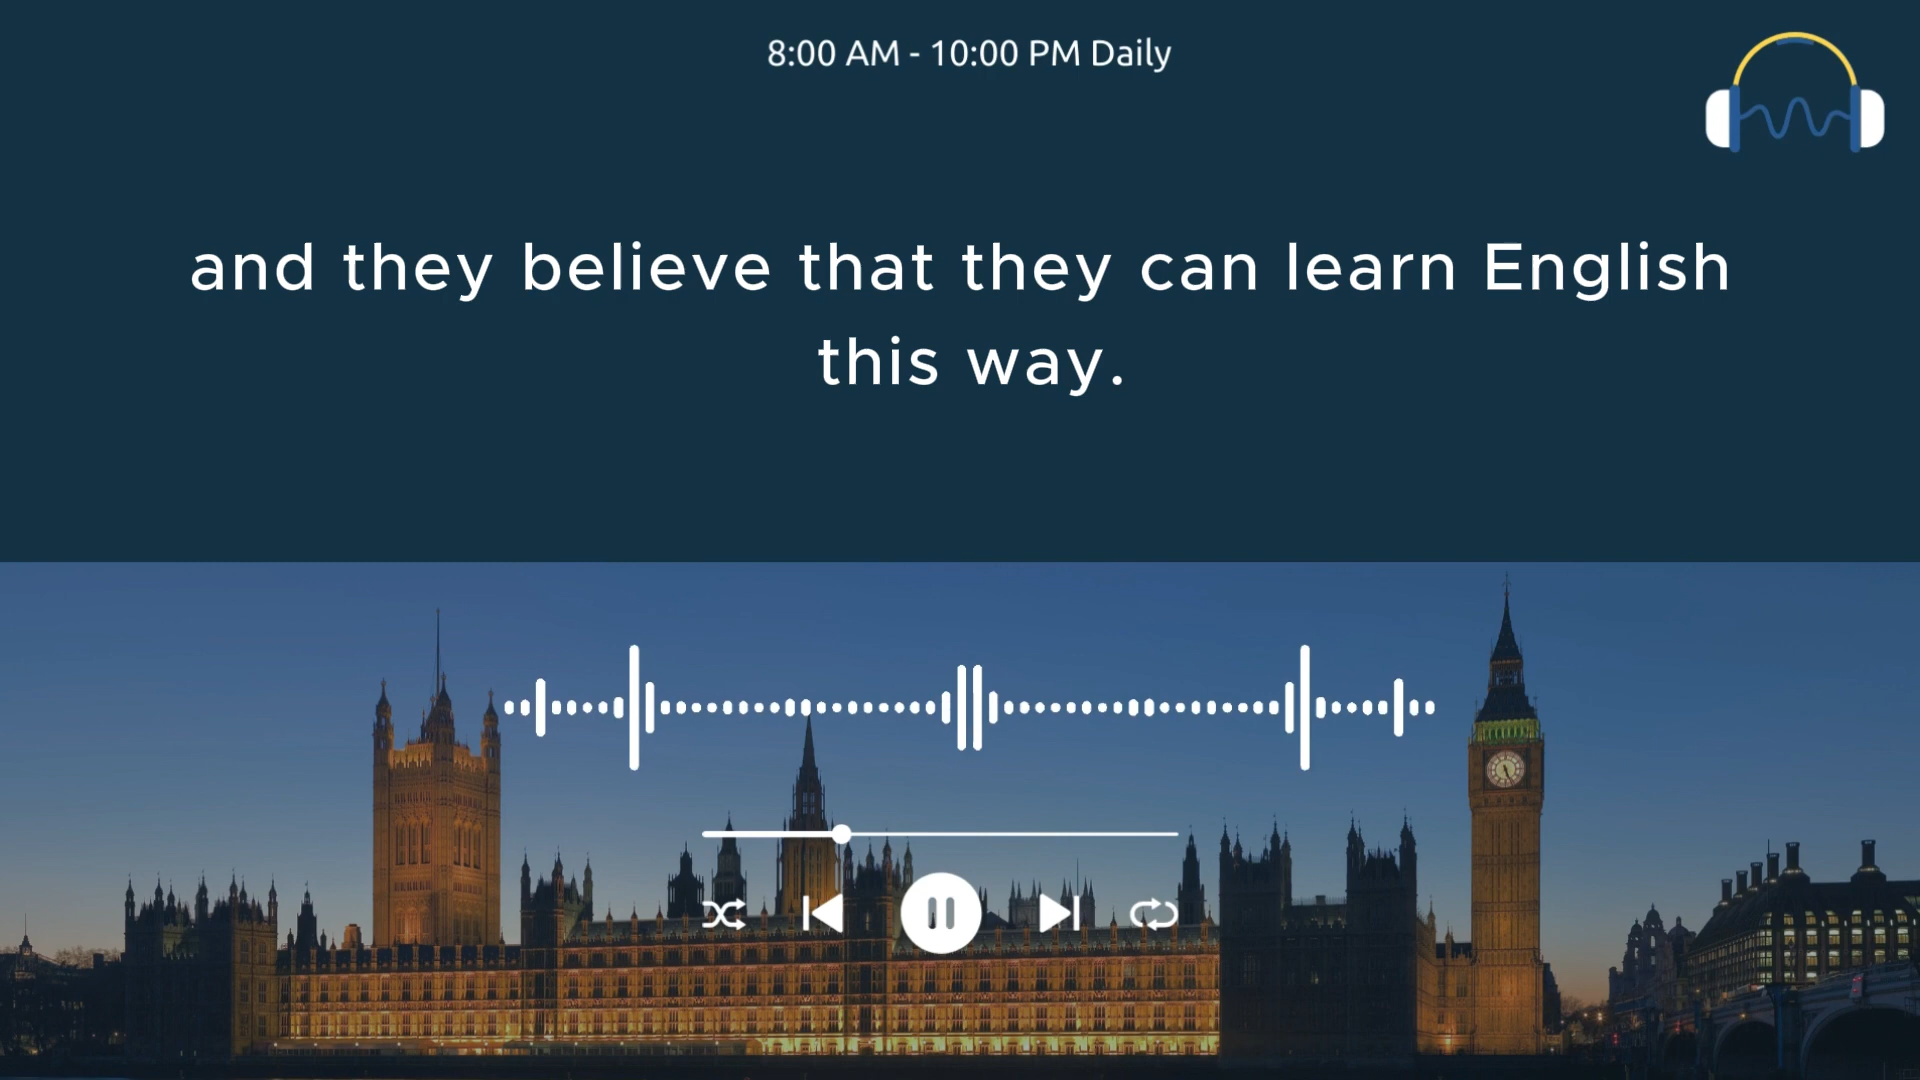 8:00 AM - 10:00 PM Daily
and they believe that they can learn English
this way.